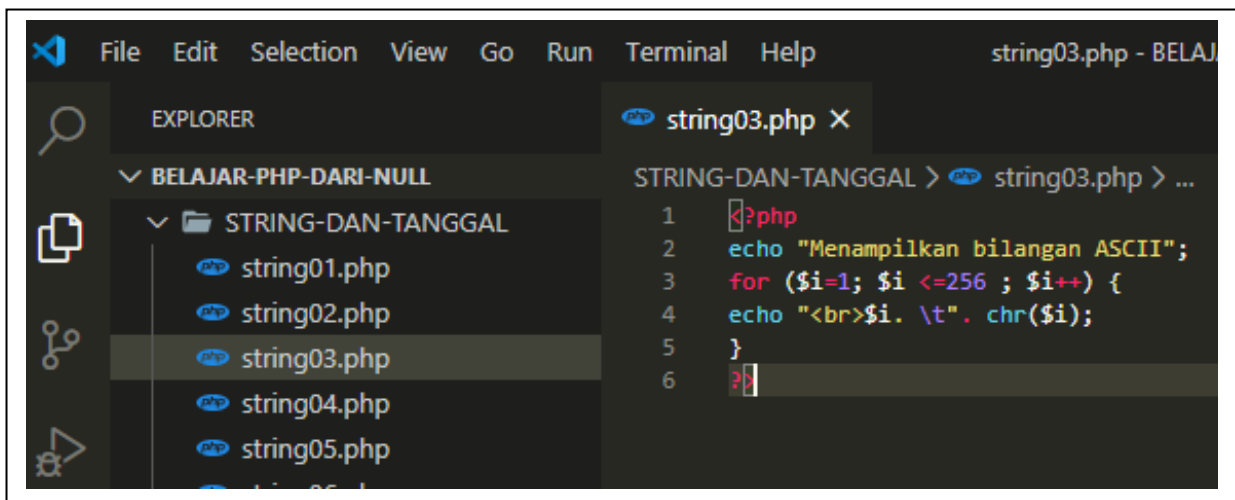 File Edit Selection View Go Run Terminal Help string03.php - BELAJ
EXPLORER
BELAJAR-PHP-DARI-NULL
STRING-DAN-TANGGAL
string01.php
string02.php
string03.php
string04.php
string05.php
string03.php
STRING-DAN-TANGGAL > string03.php > ...
1 <?php
2 echo "Menampilkan bilangan ASCII";
3 for ($i=1; $i <=256 ; $i++) {
4 echo "<br>$i. \t". chr($i);
5 }
6 ?>